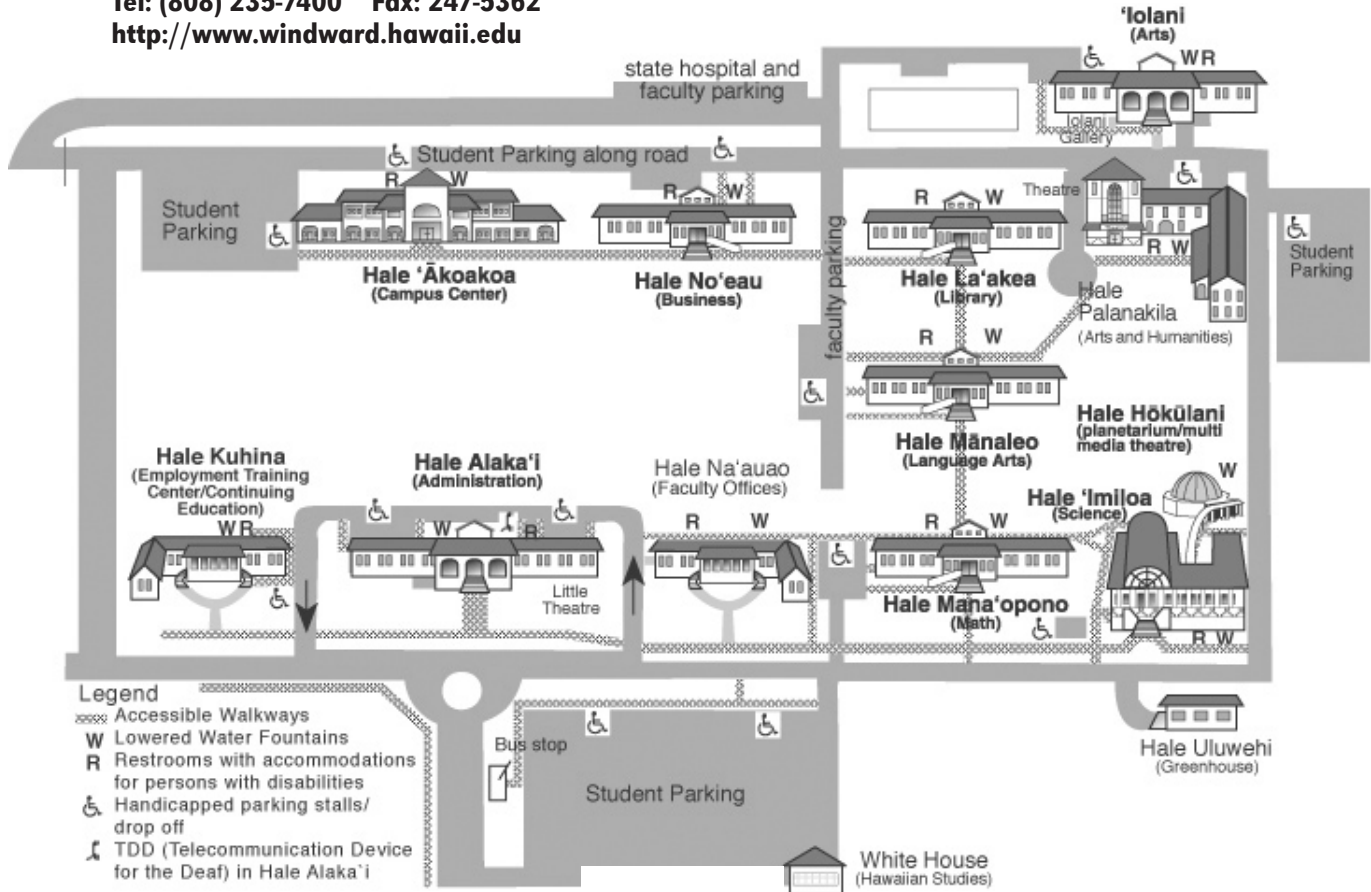 Tel: (808) 235-7400 Fax: 247-5362
http://www.windward.hawaii.edu
ʻIolani
(Arts)
W R
state hospital and
faculty parking
Iolani
Gallery
Student Parking along road
R W
R W
R W
Theatre
R W
Student
Parking
Student
Parking
faculty parking
Hale ʻĀkoakoa
(Campus Center)
Hale No'eau
(Business)
Hale La'akea
(Library)
Hale
Palanakila
(Arts and Humanities)
R W
Hale Kuhina
(Employment Training
Center/Continuing
Education)
W R
Hale Alakaʻi
(Administration)
W R
Little
Theatre
Hale Naʻauao
(Faculty Offices)
R W
Hale Mānaleo
(Language Arts)
R W
Hale Hōkūlani
(planetarium/multi
media theatre)
W
Hale ʻImiloa
(Science)
R W
Hale Manaʻopono
(Math)
Legend
Accessible Walkways
W Lowered Water Fountains
R Restrooms with accommodations
for persons with disabilities
Handicapped parking stalls/
drop off
TDD (Telecommunication Device
for the Deaf) in Hale Alaka`i
Bus stop
Student Parking
Hale Uluwehi
(Greenhouse)
White House
(Hawaiian Studies)